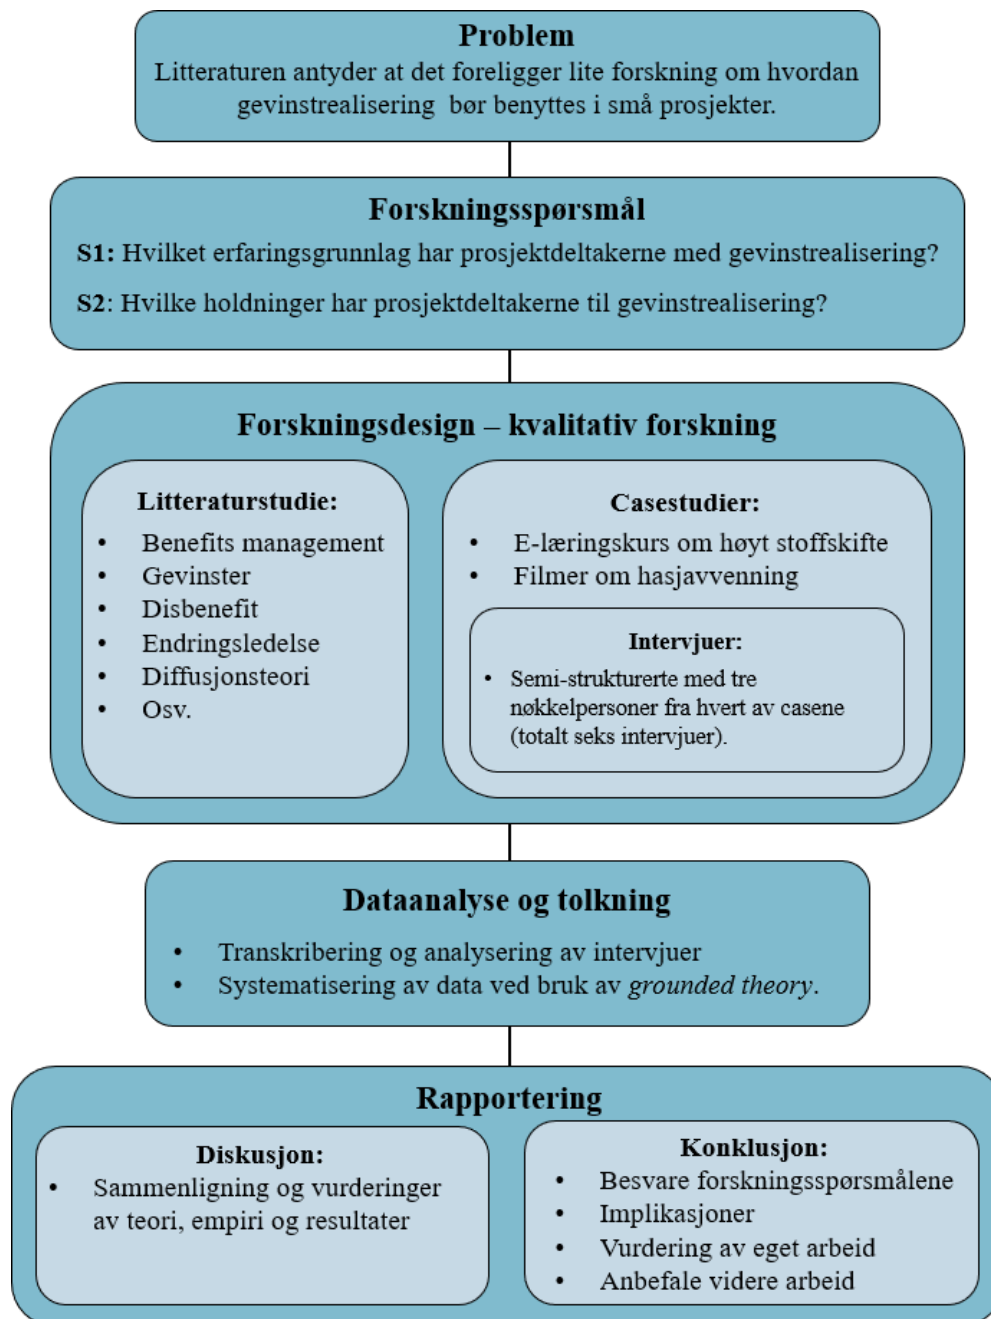 Problem
Litteraturen antyder at det foreligger lite forskning om hvordan
gevinstrealisering bør benyttes i små prosjekter.
Forskningsspørsmål
S1: Hvilket erfaringsgrunnlag har prosjektdeltakerne med gevinstrealisering?
S2: Hvilke holdninger har prosjektdeltakerne til gevinstrealisering?
Forskningsdesign – kvalitativ forskning
Litteraturstudie:
• Benefits management
• Gevinster
• Disbenefit
• Endringsledelse
• Diffusjonsteori
• Osv.
Casestudier:
• E-læringskurs om høyt stoffskifte
• Filmer om hasjavvenning
Intervjuer:
• Semi-strukturerte med tre
nøkkelpersoner fra hvert av casene
(totalt seks intervjuer).
Dataanalyse og tolkning
• Transkribering og analysering av intervjuer
• Systematisering av data ved bruk av grounded theory.
Rapportering
Diskusjon:
• Sammenligning og vurderinger
av teori, empiri og resultater
Konklusjon:
• Besvare forskningsspørsmålene
• Implikasjoner
• Vurdering av eget arbeid
• Anbefale videre arbeid